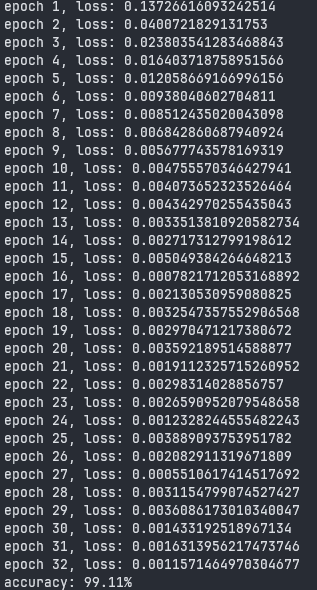 epoch 1, loss: 0.13726616093242514
epoch 2, loss: 0.0400721829131753
epoch 3, loss: 0.023803541283468843
epoch 4, loss: 0.016403718758951566
epoch 5, loss: 0.012058669166996156
epoch 6, loss: 0.00938040602704811
epoch 7, loss: 0.008512435020043098
epoch 8, loss: 0.006842860687940924
epoch 9, loss: 0.005677743578169319
epoch 10, loss: 0.004755570346427941
epoch 11, loss: 0.004073652323526464
epoch 12, loss: 0.004342970255435043
epoch 13, loss: 0.0033513810920582734
epoch 14, loss: 0.002717312799198612
epoch 15, loss: 0.005049384264648213
epoch 16, loss: 0.0007821712053168892
epoch 17, loss: 0.002130530959080825
epoch 18, loss: 0.0032547357552906568
epoch 19, loss: 0.002970471217380672
epoch 20, loss: 0.003592189514588877
epoch 21, loss: 0.0019112325715260952
epoch 22, loss: 0.00298314028856757
epoch 23, loss: 0.0026590952079548658
epoch 24, loss: 0.0012328244555482243
epoch 25, loss: 0.003889093753951782
epoch 26, loss: 0.002082911319671809
epoch 27, loss: 0.0005510617414517692
epoch 28, loss: 0.0031154799074527427
epoch 29, loss: 0.0036086173010340047
epoch 30, loss: 0.001433192518967134
epoch 31, loss: 0.0016313956217473746
epoch 32, loss: 0.0011571464970304677
accuracy: 99.11%